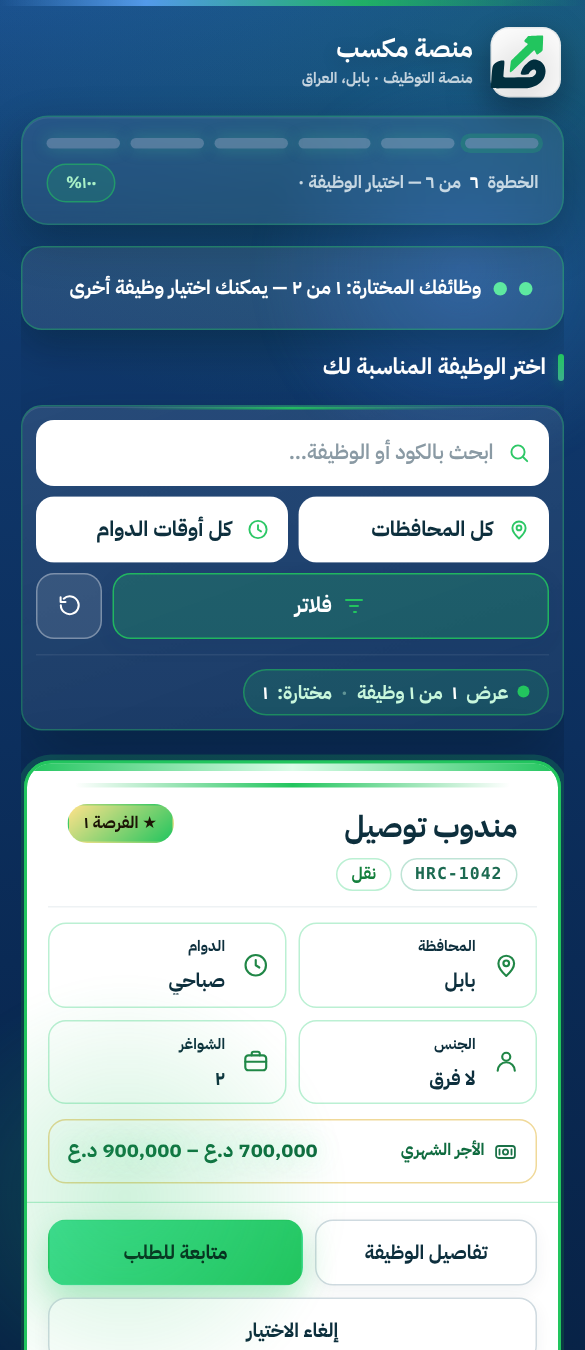 منصة مكسب
منصة التوظيف · بابل، العراق
الخطوة ٦ من ٦ — اختيار الوظيفة ·
١٠٠%
وظائفك المختارة: ١ من ٢ — يمكنك اختيار وظيفة أخرى
اختر الوظيفة المناسبة لك
ابحث بالكود أو الوظيفة...
كل المحافظات
كل أوقات الدوام
فلاتر
عرض ١ من ١ وظيفة · مختارة: ١
مندوب توصيل
★ الفرصة ١
HRC-1042
نقل
المحافظة
بابل
الدوام
صباحي
الجنس
لا فرق
الشواغر
٢
الأجر الشهري
700,000 د.ع – 900,000 د.ع
تفاصيل الوظيفة
متابعة للطلب
إلغاء الاختيار